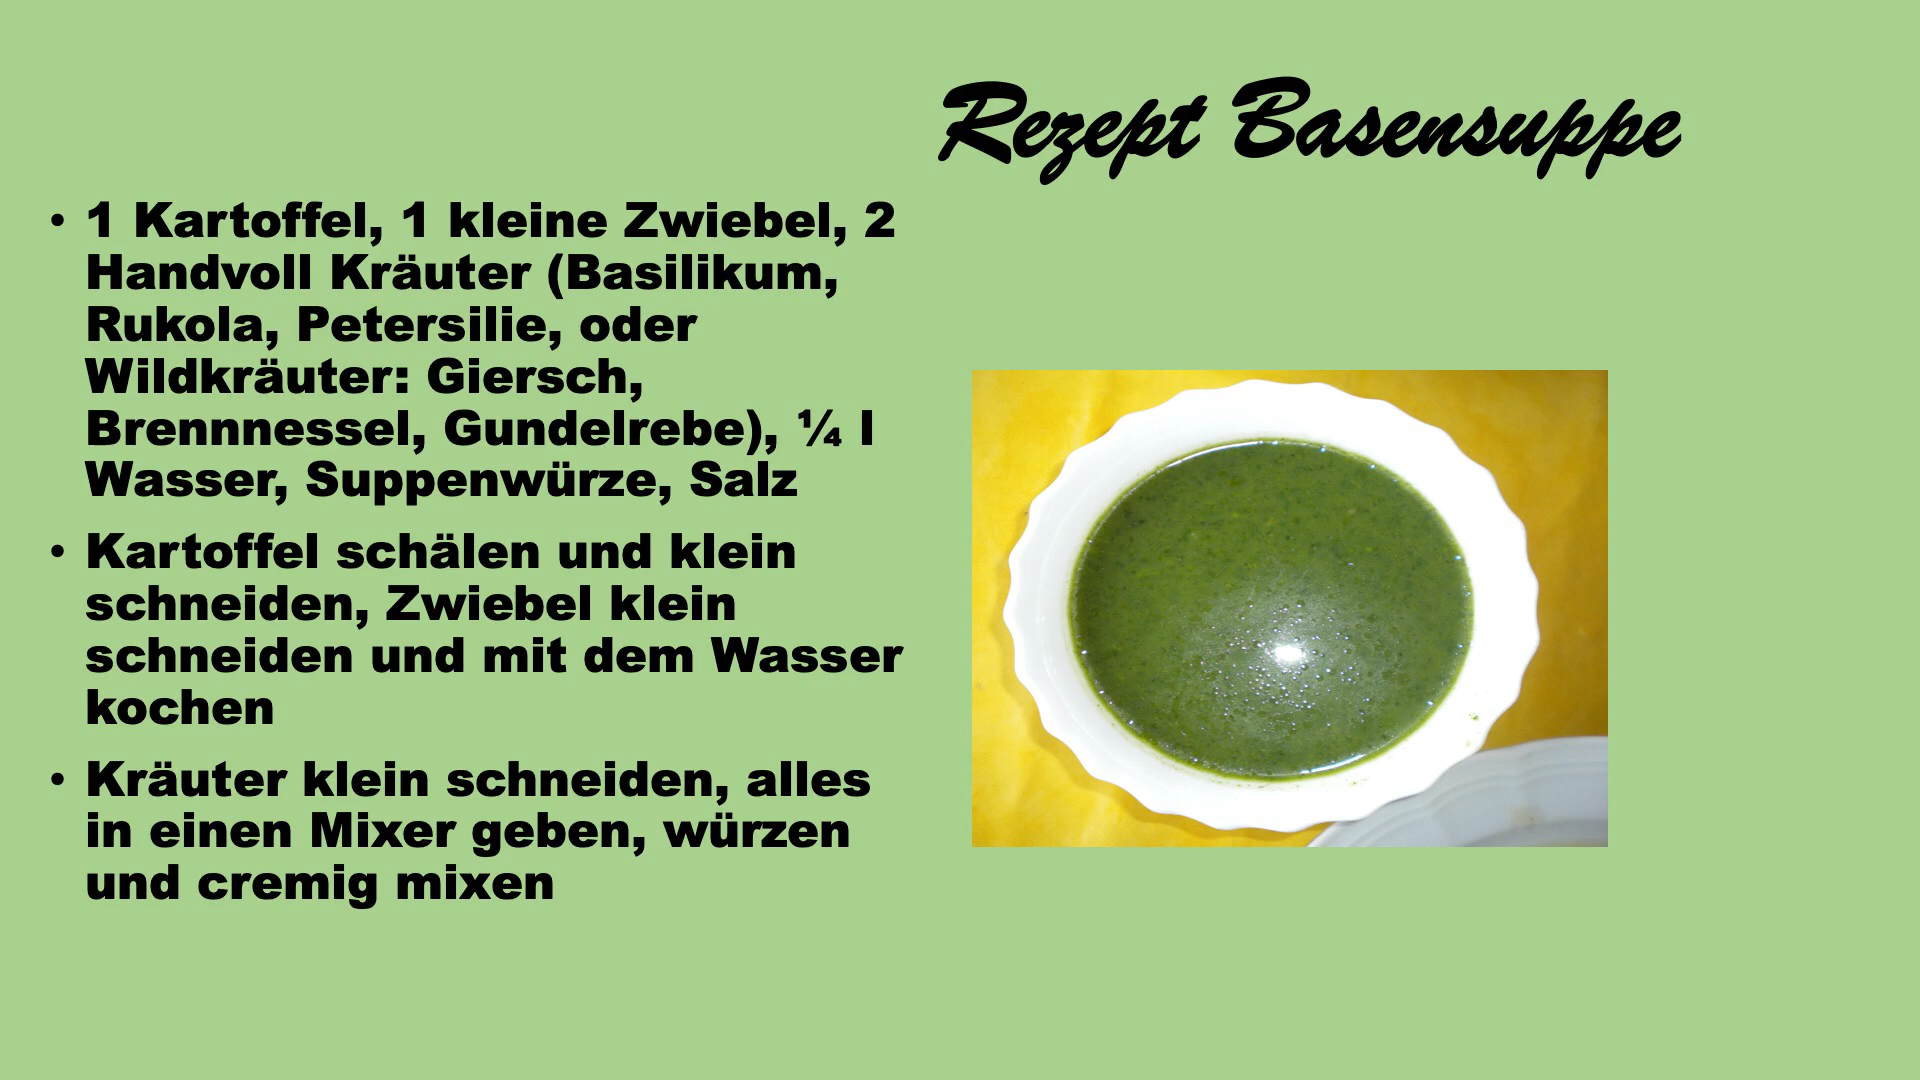 Rezept Basensuppe
• 1 Kartoffel, 1 kleine Zwiebel, 2
Handvoll Kräuter (Basilikum,
Rukola, Petersilie, oder
Wildkräuter: Giersch,
Brennnessel, Gundelrebe), ¼ l
Wasser, Suppenwürze, Salz
• Kartoffel schälen und klein
schneiden, Zwiebel klein
schneiden und mit dem Wasser
kochen
• Kräuter klein schneiden, alles
in einen Mixer geben, würzen
und cremig mixen